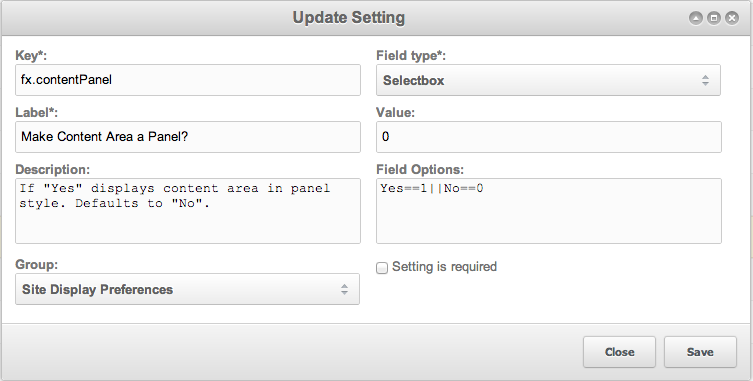 Update Setting
Key*:
fx.contentPanel
Field type*:
Selectbox
Label*:
Make Content Area a Panel?
Value:
0
Description:
If "Yes" displays content area in panel
style. Defaults to "No".
Field Options:
Yes==1||No==0
Group:
Site Display Preferences
Setting is required
Close
Save